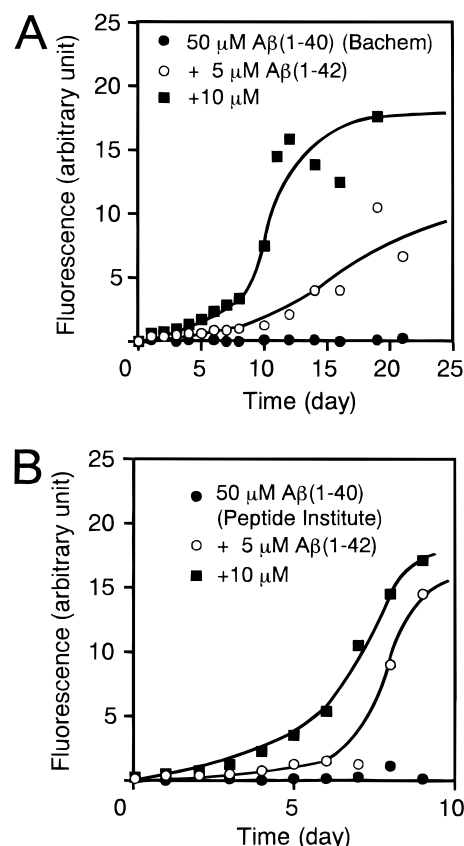 A
50 μM Aβ(1-40) (Bachem)
+ 5 μM Aβ(1-42)
+10 μM
Fluorescence (arbitrary unit)
25
20
15
10
5
0 5 10 15 20 25
Time (day)
B
50 μM Aβ(1-40)
(Peptide Institute)
+ 5 μM Aβ(1-42)
+10 μM
Fluorescence (arbitrary unit)
25
20
15
10
5
0 5 10
Time (day)